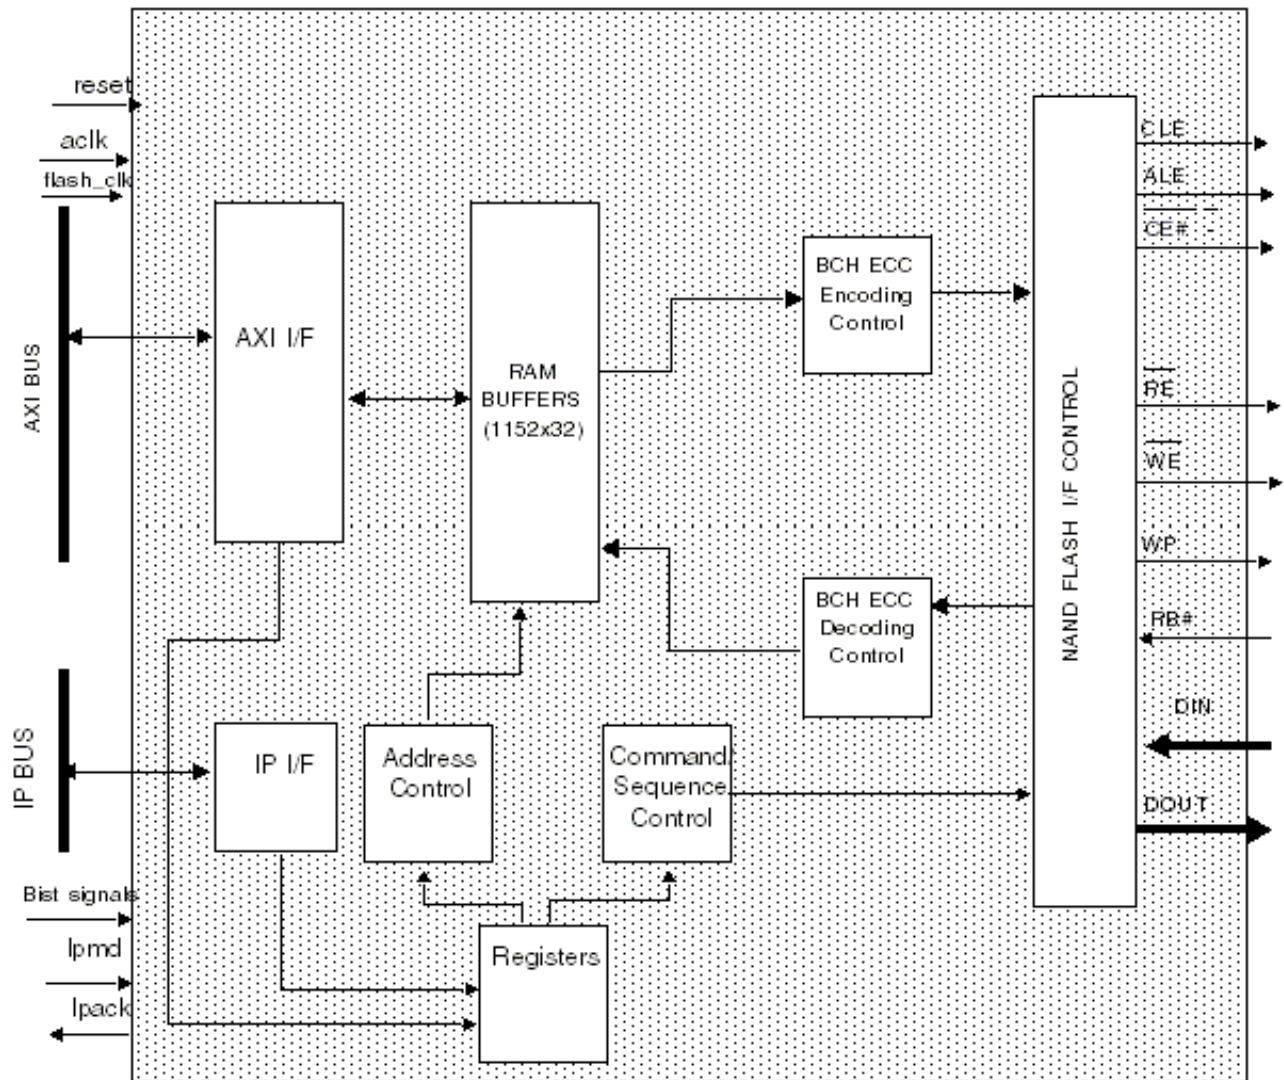 reset
aclk
flash_clk
AXI BUS
IP BUS
Bist signals
lpmd
lpack
AXI I/F
RAM
BUFFERS
(1152x32)
BCH ECC
Encoding
Control
BCH ECC
Decoding
Control
IP I/F
Address
Control
Command/
Sequence
Control
Registers
NAND FLASH I/F CONTROL
CLE
ALE
CE#
RE
WE
WP
RB#
DIN
DOUT